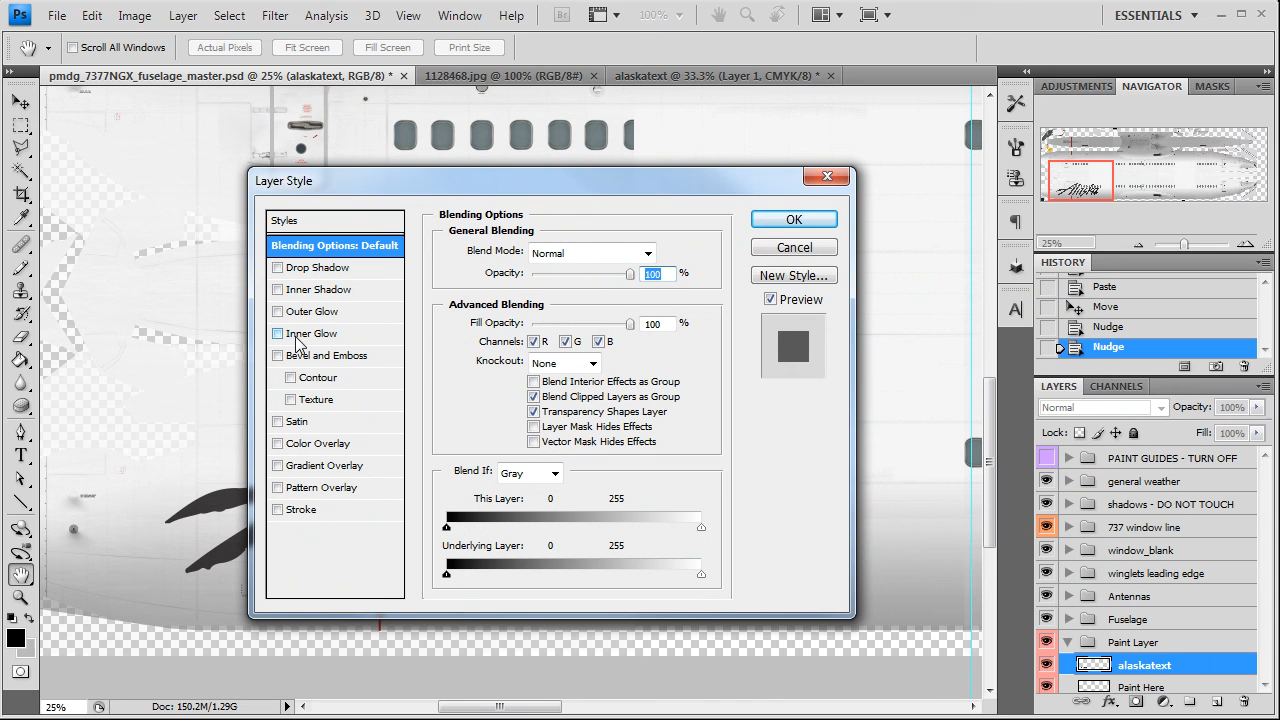 Ps File Edit Image Layer Select Filter Analysis 3D View Window Help Br 100% ESSENTIALS
Scroll All Windows Actual Pixels Fit Screen Fill Screen Print Size
pmdg_7377NGX_fuselage_master.psd @ 25% (alaskatext, RGB/8) * 1128468.jpg @ 100% (RGB/8#) alaskatext @ 33.3% (Layer 1, CMYK/8) *
ADJUSTMENTS NAVIGATOR MASKS
Alaska
25%
HISTORY
Paste
Move
Nudge
Nudge
LAYERS CHANNELS
Normal Opacity: 100%
Lock: Fill: 100%
PAINT GUIDES - TURN OFF
general weather
shadows - DO NOT TOUCH
737 window line
window_blank
winglets leading edge
Antennas
Fuselage
Paint Layer
alaskatext
Paint Here
Layer Style
Styles
Blending Options: Default
Drop Shadow
Inner Shadow
Outer Glow
Inner Glow
Bevel and Emboss
Contour
Texture
Satin
Color Overlay
Gradient Overlay
Pattern Overlay
Stroke
Blending Options
General Blending
Blend Mode: Normal
Opacity: 100 %
Advanced Blending
Fill Opacity: 100 %
Channels: R G B
Knockout: None
Blend Interior Effects as Group
Blend Clipped Layers as Group
Transparency Shapes Layer
Layer Mask Hides Effects
Vector Mask Hides Effects
Blend If: Gray
This Layer: 0 255
Underlying Layer: 0 255
OK
Cancel
New Style...
Preview
25% Doc: 150.2M/1.29G